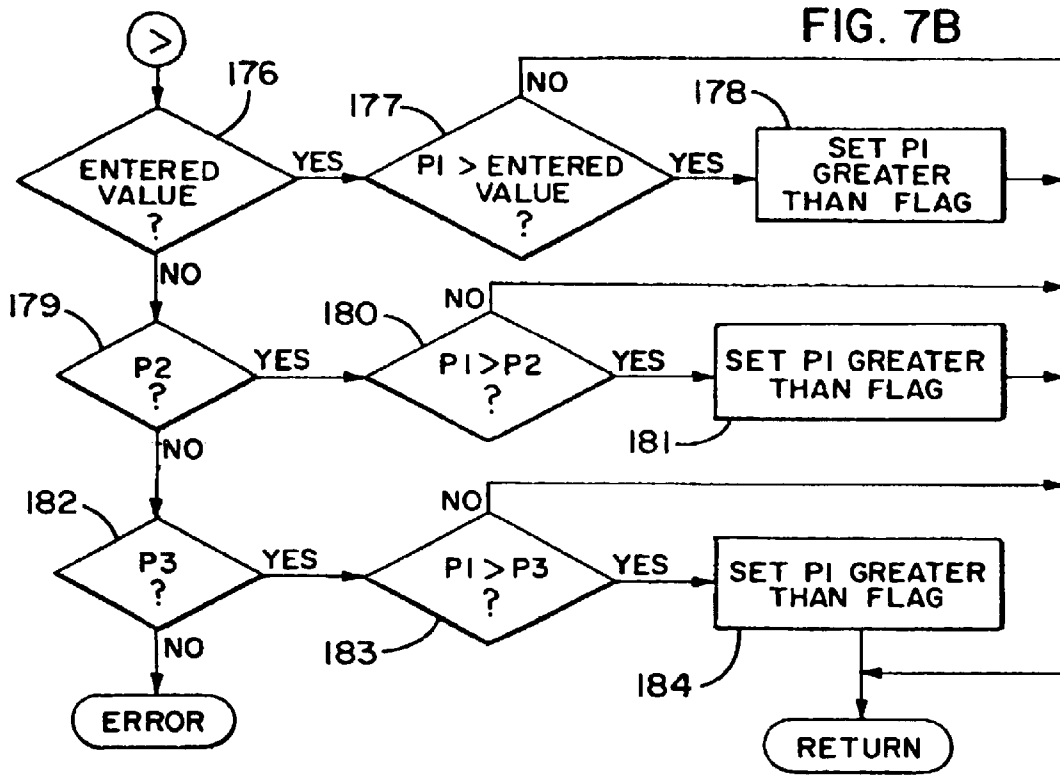 FIG. 7B
>
176
ENTERED
VALUE
?
YES
NO
177
P1 > ENTERED
VALUE
?
NO
YES
178
SET P1
GREATER
THAN FLAG
179
P2
?
YES
NO
180
P1>P2
?
NO
YES
SET P1 GREATER
THAN FLAG
181
182
P3
?
YES
NO
183
P1>P3
?
NO
YES
SET P1 GREATER
THAN FLAG
184
ERROR
RETURN